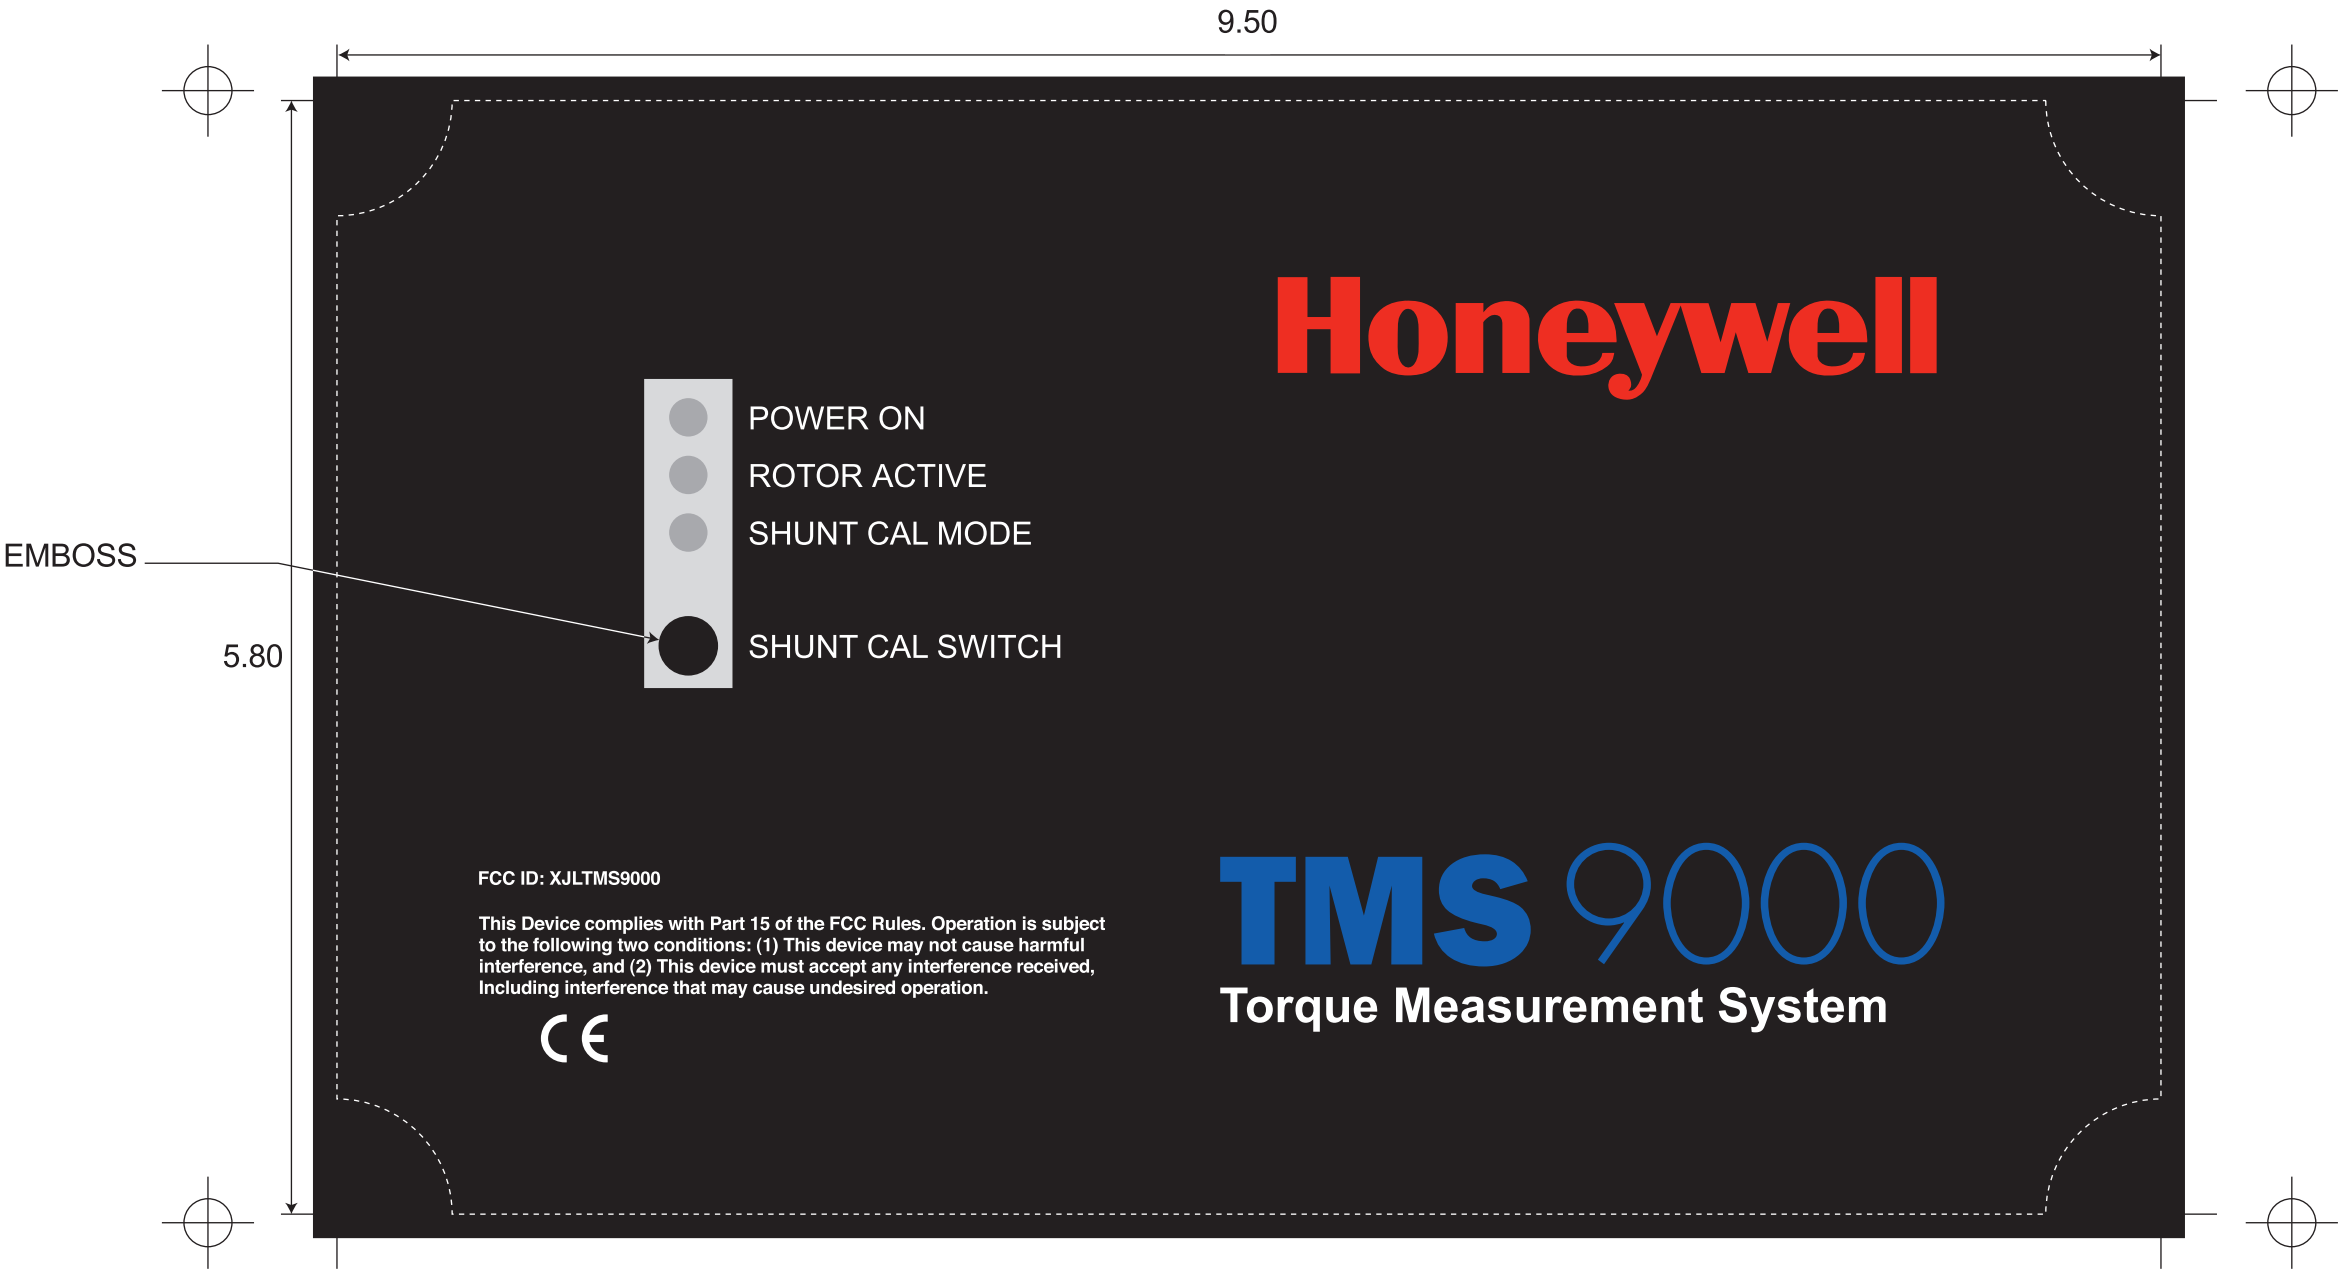 9.50
Honeywell
POWER ON
ROTOR ACTIVE
SHUNT CAL MODE
EMBOSS
SHUNT CAL SWITCH
5.80
FCC ID: XJLTMS9000
This Device complies with Part 15 of the FCC Rules. Operation is subject
to the following two conditions: (1) This device may not cause harmful
interference, and (2) This device must accept any interference received,
Including interference that may cause undesired operation.
CE
TMS 9000
Torque Measurement System